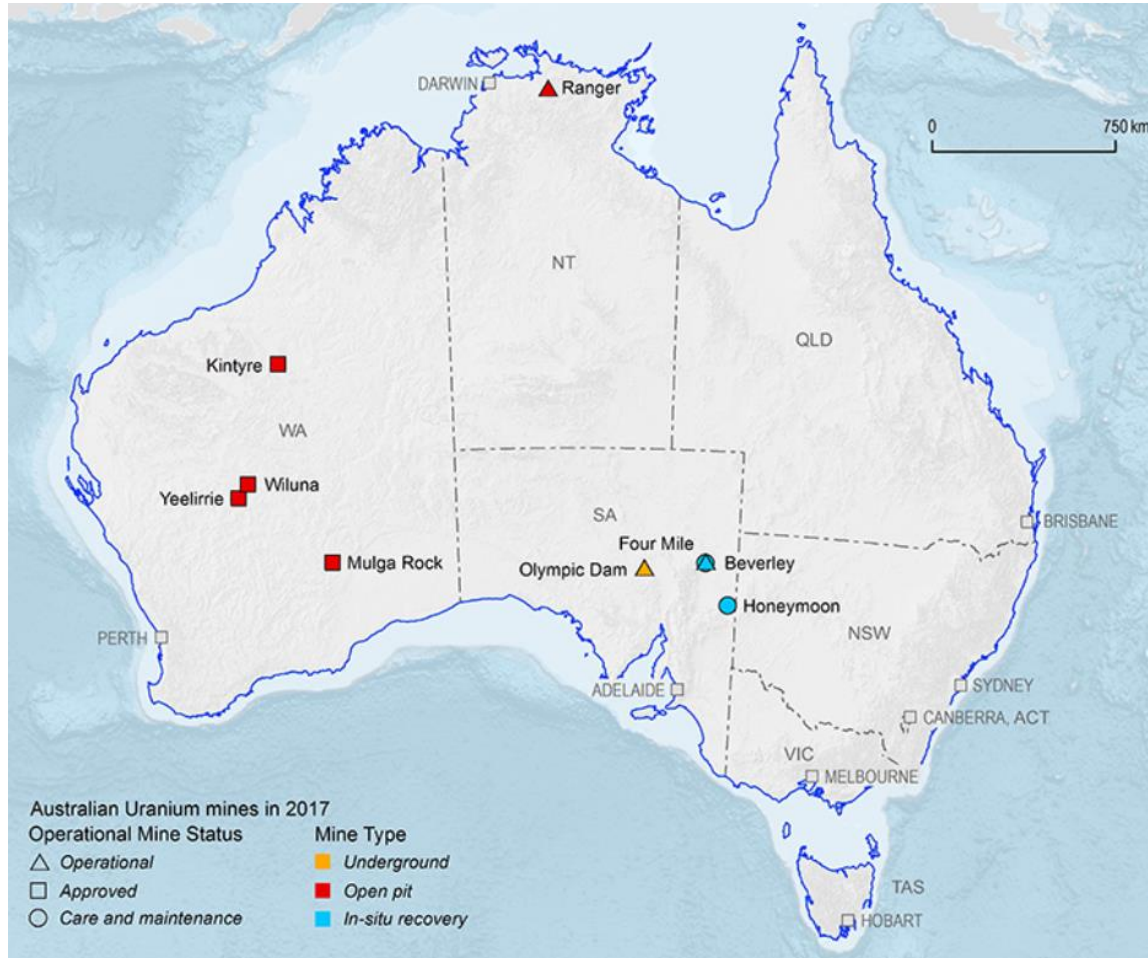 DARWIN
Ranger
0 750 km
NT
QLD
Kintyre
WA
Wiluna
Yeelirrie
SA
BRISBANE
Four Mile
Mulga Rock
Olympic Dam
Beverley
Honeymoon
NSW
PERTH
ADELAIDE
SYDNEY
CANBERRA, ACT
VIC
MELBOURNE
TAS
HOBART
Australian Uranium mines in 2017
Operational Mine Status
Operational
Approved
Care and maintenance
Mine Type
Underground
Open pit
In-situ recovery